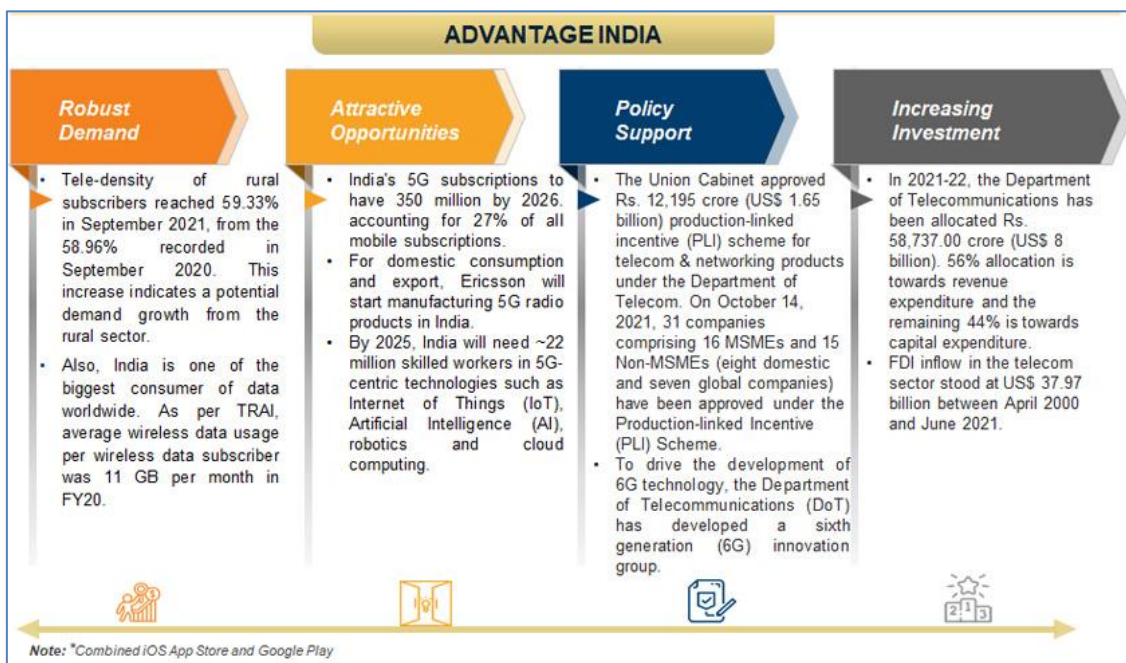 ADVANTAGE INDIA
Robust
Demand
• Tele-density of rural
subscribers reached 59.33%
in September 2021, from the
58.96% recorded in
September 2020. This
increase indicates a potential
demand growth from the
rural sector.
• Also, India is one of the
biggest consumer of data
worldwide. As per TRAI,
average wireless data usage
per wireless data subscriber
was 11 GB per month in
FY20.
Attractive
Opportunities
• India's 5G subscriptions to
have 350 million by 2026.
accounting for 27% of all
mobile subscriptions.
• For domestic consumption
and export, Ericsson will
start manufacturing 5G radio
products in India.
• By 2025, India will need ~22
million skilled workers in 5G-
centric technologies such as
Internet of Things (IoT),
Artificial Intelligence (AI),
robotics and cloud
computing.
Policy
Support
• The Union Cabinet approved
Rs. 12,195 crore (US$ 1.65
billion) production-linked
incentive (PLI) scheme for
telecom & networking products
under the Department of
Telecom. On October 14,
2021, 31 companies
comprising 16 MSMEs and 15
Non-MSMEs (eight domestic
and seven global companies)
have been approved under the
Production-linked Incentive
(PLI) Scheme.
• To drive the development of
6G technology, the Department
of Telecommunications (DoT)
has developed a sixth
generation (6G) innovation
group.
Increasing
Investment
• In 2021-22, the Department
of Telecommunications has
been allocated Rs.
58,737.00 crore (US$ 8
billion). 56% allocation is
towards revenue
expenditure and the
remaining 44% is towards
capital expenditure.
• FDI inflow in the telecom
sector stood at US$ 37.97
billion between April 2000
and June 2021.
$
2 1 3
Note: *Combined iOS App Store and Google Play